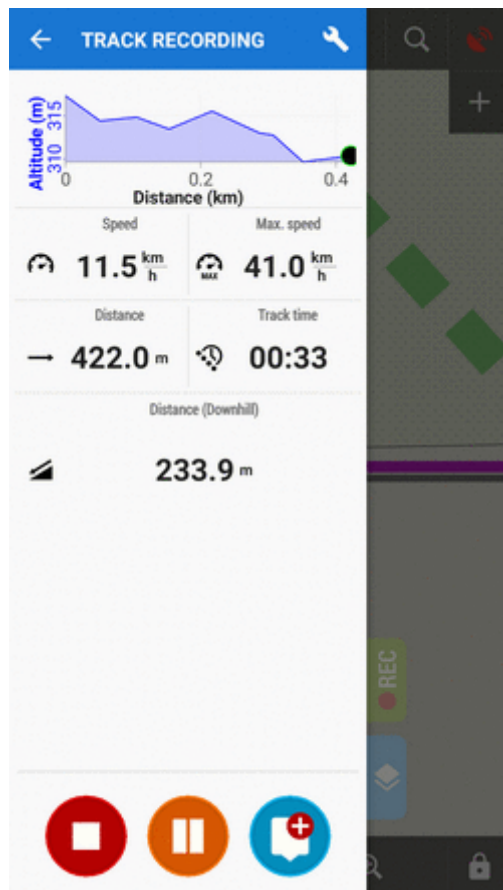 TRACK RECORDING
Altitude (m)
315
310
0 0.2 0.4
Distance (km)
Speed Max. speed
11.5 km/h MAX 41.0 km/h
Distance Track time
422.0 m 00:33
Distance (Downhill)
233.9 m
REC